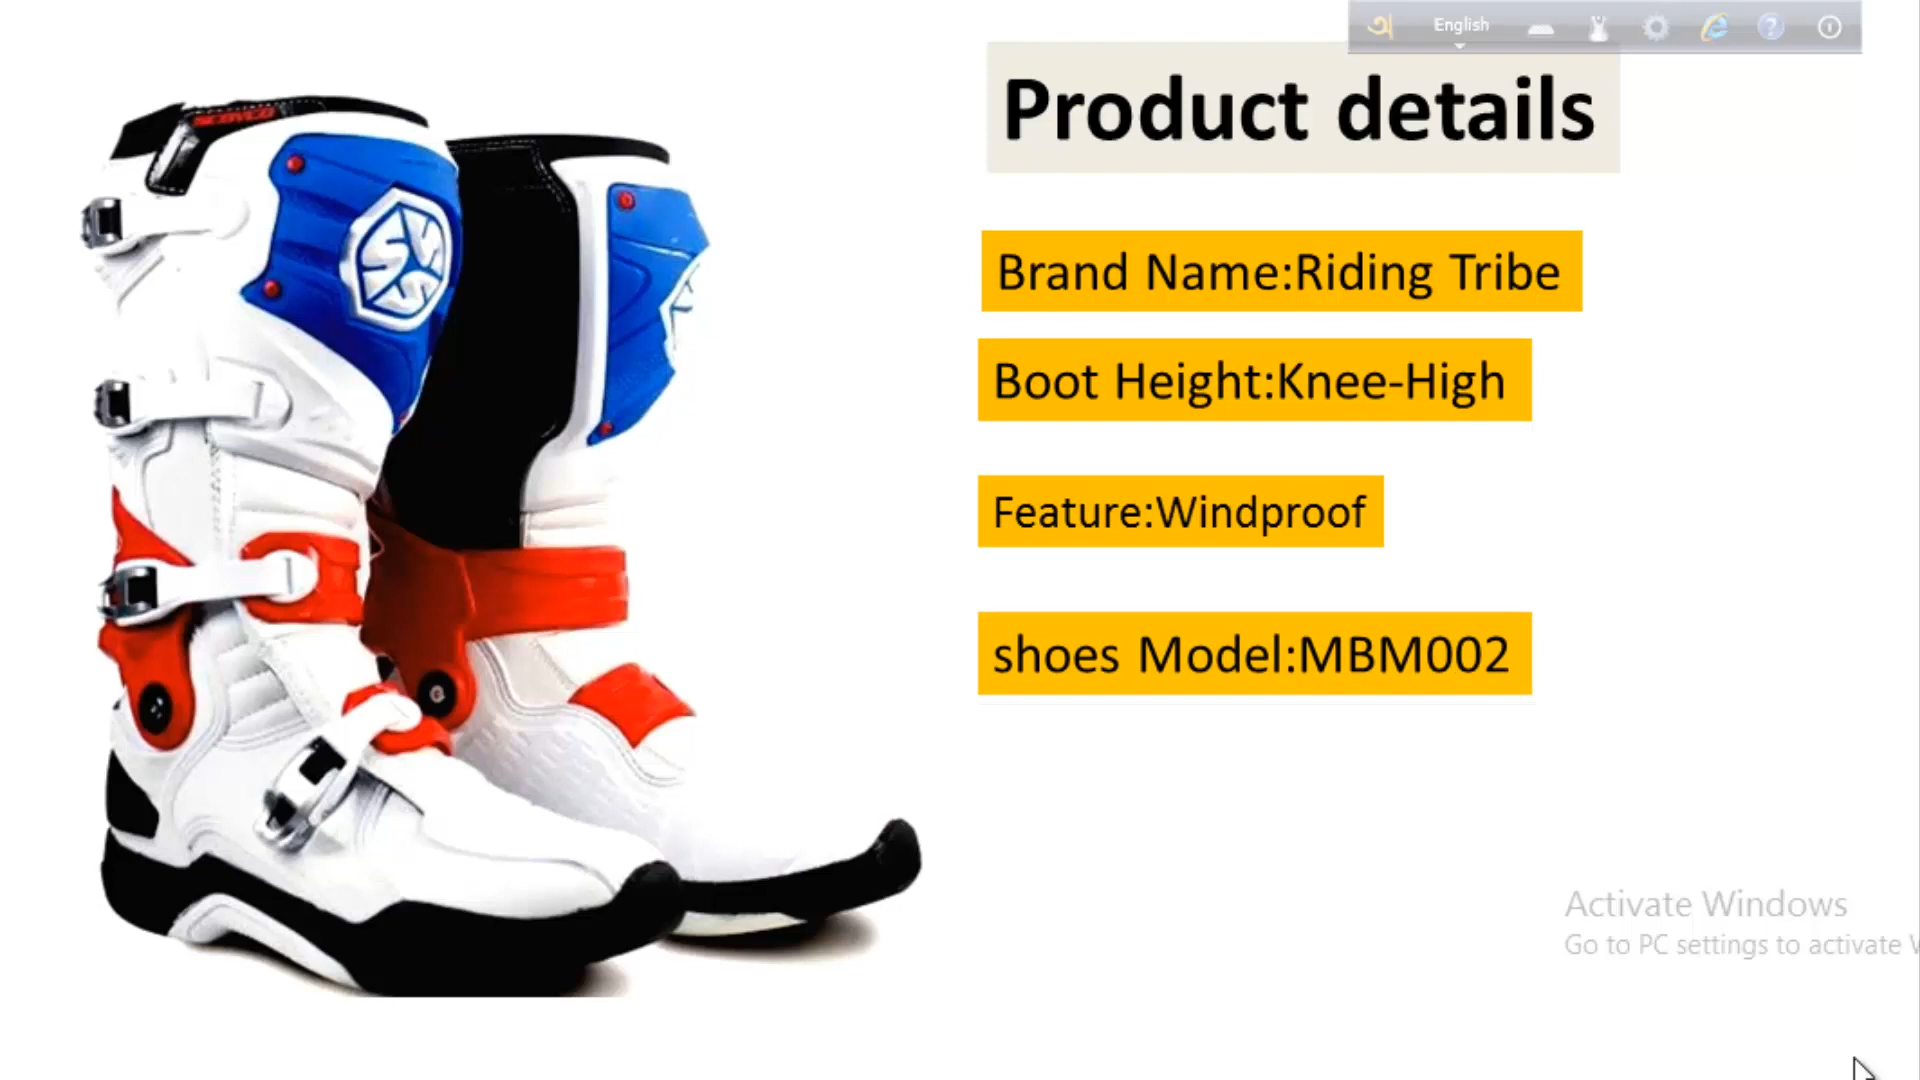 English
Product details
SCOYCO
Brand Name:Riding Tribe
Boot Height:Knee-High
Feature:Windproof
shoes Model:MBM002
Activate Windows
Go to PC settings to activate